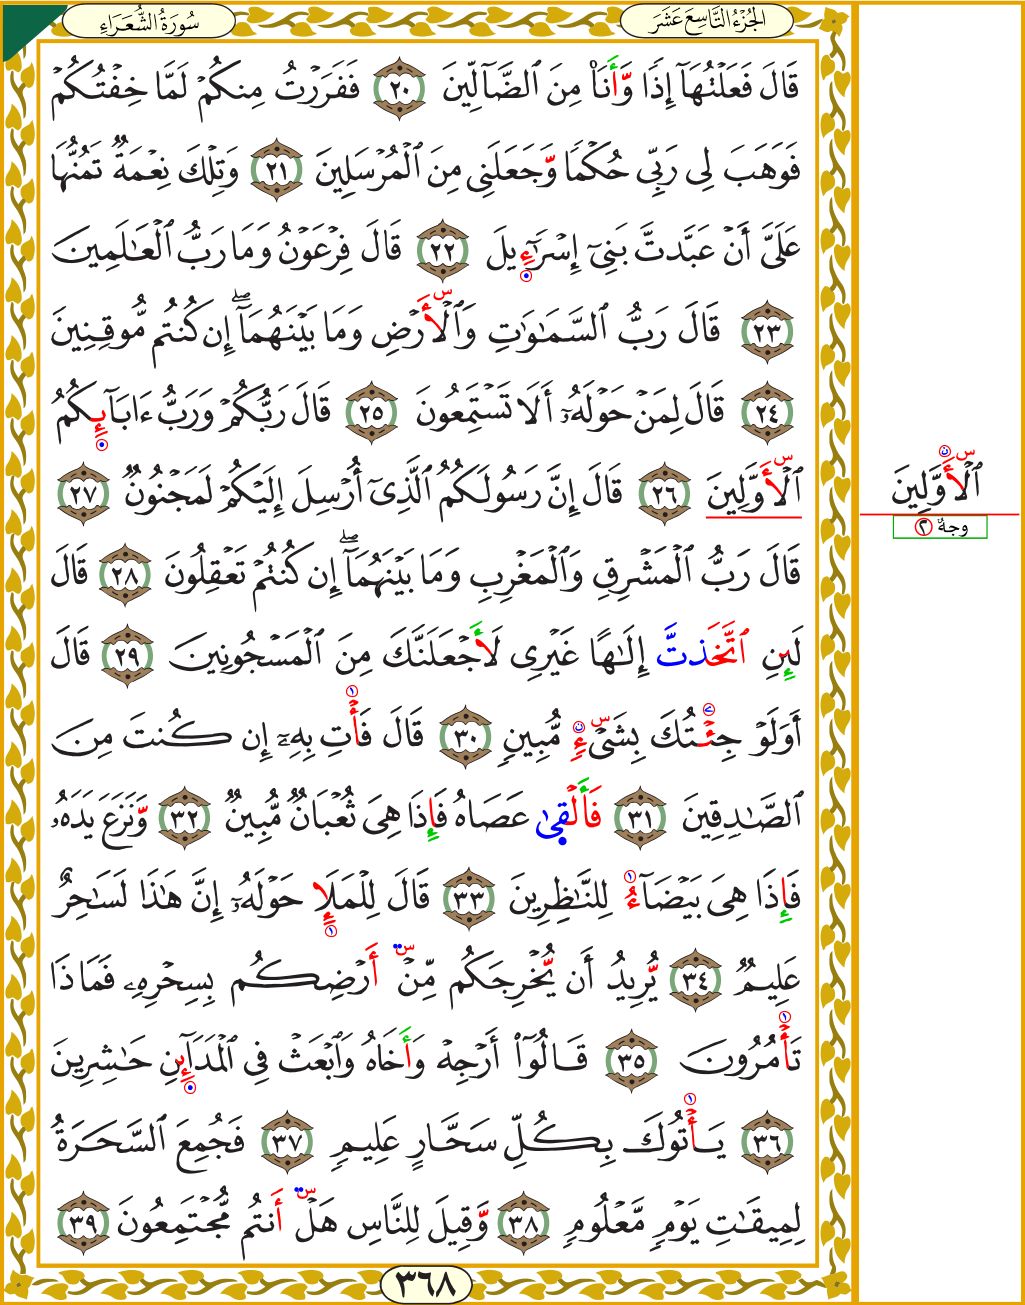 الجُزْءُ التَّاسِعَ عَشَرَ
سُورَةُ الشُّعَرَاءِ
قَالَ فَعَلْتُهَآ إِذًا وَّأَنَا۠ مِنَ ٱلضَّآلِّينَ ٢٠ فَفَرَرْتُ مِنكُمْ لَمَّا خِفْتُكُمْ
فَوَهَبَ لِى رَبِّى حُكْمًا وَّجَعَلَنِى مِنَ ٱلْمُرْسَلِينَ ٢١ وَتِلْكَ نِعْمَةٌ تَمُنُّهَا
عَلَىَّ أَنْ عَبَّدتَّ بَنِىٓ إِسْرَٰٓءِيلَ ٢٢ قَالَ فِرْعَوْنُ وَمَا رَبُّ ٱلْعَٰلَمِينَ
٢٣ قَالَ رَبُّ ٱلسَّمَٰوَٰتِ وَٱلْأَرْضِ وَمَا بَيْنَهُمَآ ۖ إِن كُنتُم مُّوقِنِينَ
٢٤ قَالَ لِمَنْ حَوْلَهُۥٓ أَلَا تَسْتَمِعُونَ ٢٥ قَالَ رَبُّكُمْ وَرَبُّ ءَابَآئِكُمُ
ٱلْأَوَّلِينَ ٢٦ قَالَ إِنَّ رَسُولَكُمُ ٱلَّذِىٓ أُرْسِلَ إِلَيْكُمْ لَمَجْنُونٌ ٢٧
قَالَ رَبُّ ٱلْمَشْرِقِ وَٱلْمَغْرِبِ وَمَا بَيْنَهُمَآ ۖ إِن كُنتُمْ تَعْقِلُونَ ٢٨ قَالَ
لَئِنِ ٱتَّخَذتَّ إِلَٰهًا غَيْرِى لَأَجْعَلَنَّكَ مِنَ ٱلْمَسْجُونِينَ ٢٩ قَالَ
أَوَلَوْ جِئْتُكَ بِشَىْءٍ مُّبِينٍ ٣٠ قَالَ فَأْتِ بِهِۦٓ إِن كُنتَ مِنَ
ٱلصَّٰدِقِينَ ٣١ فَأَلْقَىٰ عَصَاهُ فَإِذَا هِىَ ثُعْبَانٌ مُّبِينٌ ٣٢ وَّنَزَعَ يَدَهُۥ
فَإِذَا هِىَ بَيْضَآءُ لِلنَّٰظِرِينَ ٣٣ قَالَ لِلْمَلَإِ حَوْلَهُۥٓ إِنَّ هَٰذَا لَسَٰحِرٌ
عَلِيمٌ ٣٤ يُّرِيدُ أَن يُّخْرِجَكُم مِّنْ أَرْضِكُم بِسِحْرِهِۦ فَمَاذَا
تَأْمُرُونَ ٣٥ قَالُوٓا۟ أَرْجِهْ وَأَخَاهُ وَٱبْعَثْ فِى ٱلْمَدَآئِنِ حَٰشِرِينَ
٣٦ يَأْتُوكَ بِكُلِّ سَحَّارٍ عَلِيمٍ ٣٧ فَجُمِعَ ٱلسَّحَرَةُ
لِمِيقَٰتِ يَوْمٍ مَّعْلُومٍ ٣٨ وَّقِيلَ لِلنَّاسِ هَلْ أَنتُم مُّجْتَمِعُونَ ٣٩
ٱلْأَوَّلِينَ
وجهٌ ٢
٣٦٨